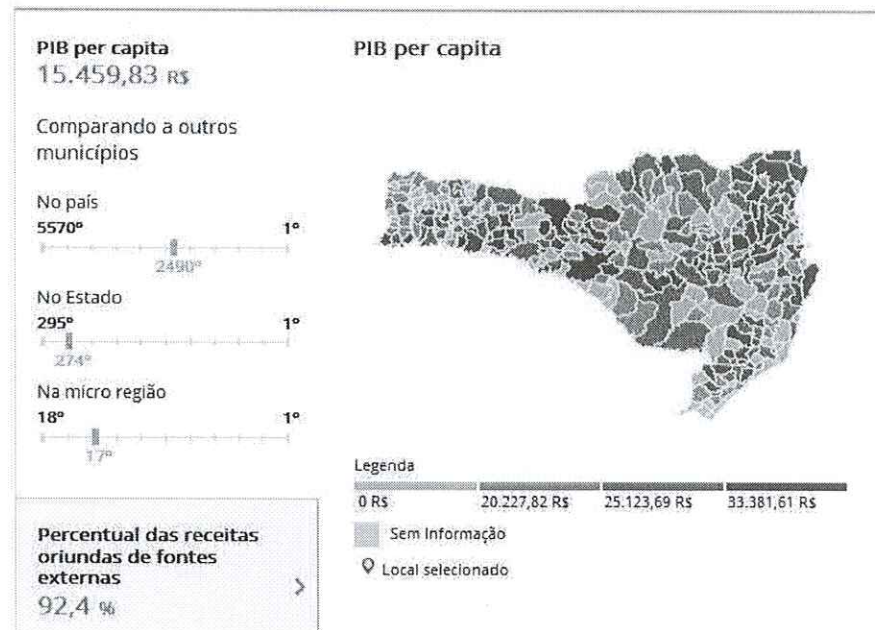 PIB per capita
15.459,83 R$
Comparando a outros
municípios
No país
5570º 1º
2490º
No Estado
295º 1º
274º
Na micro região
18º 1º
17º
Percentual das receitas
oriundas de fontes
externas
92,4 %
PIB per capita
Legenda
0 R$ 20.227,82 R$ 25.123,69 R$ 33.381,61 R$
Sem Informação
Local selecionado